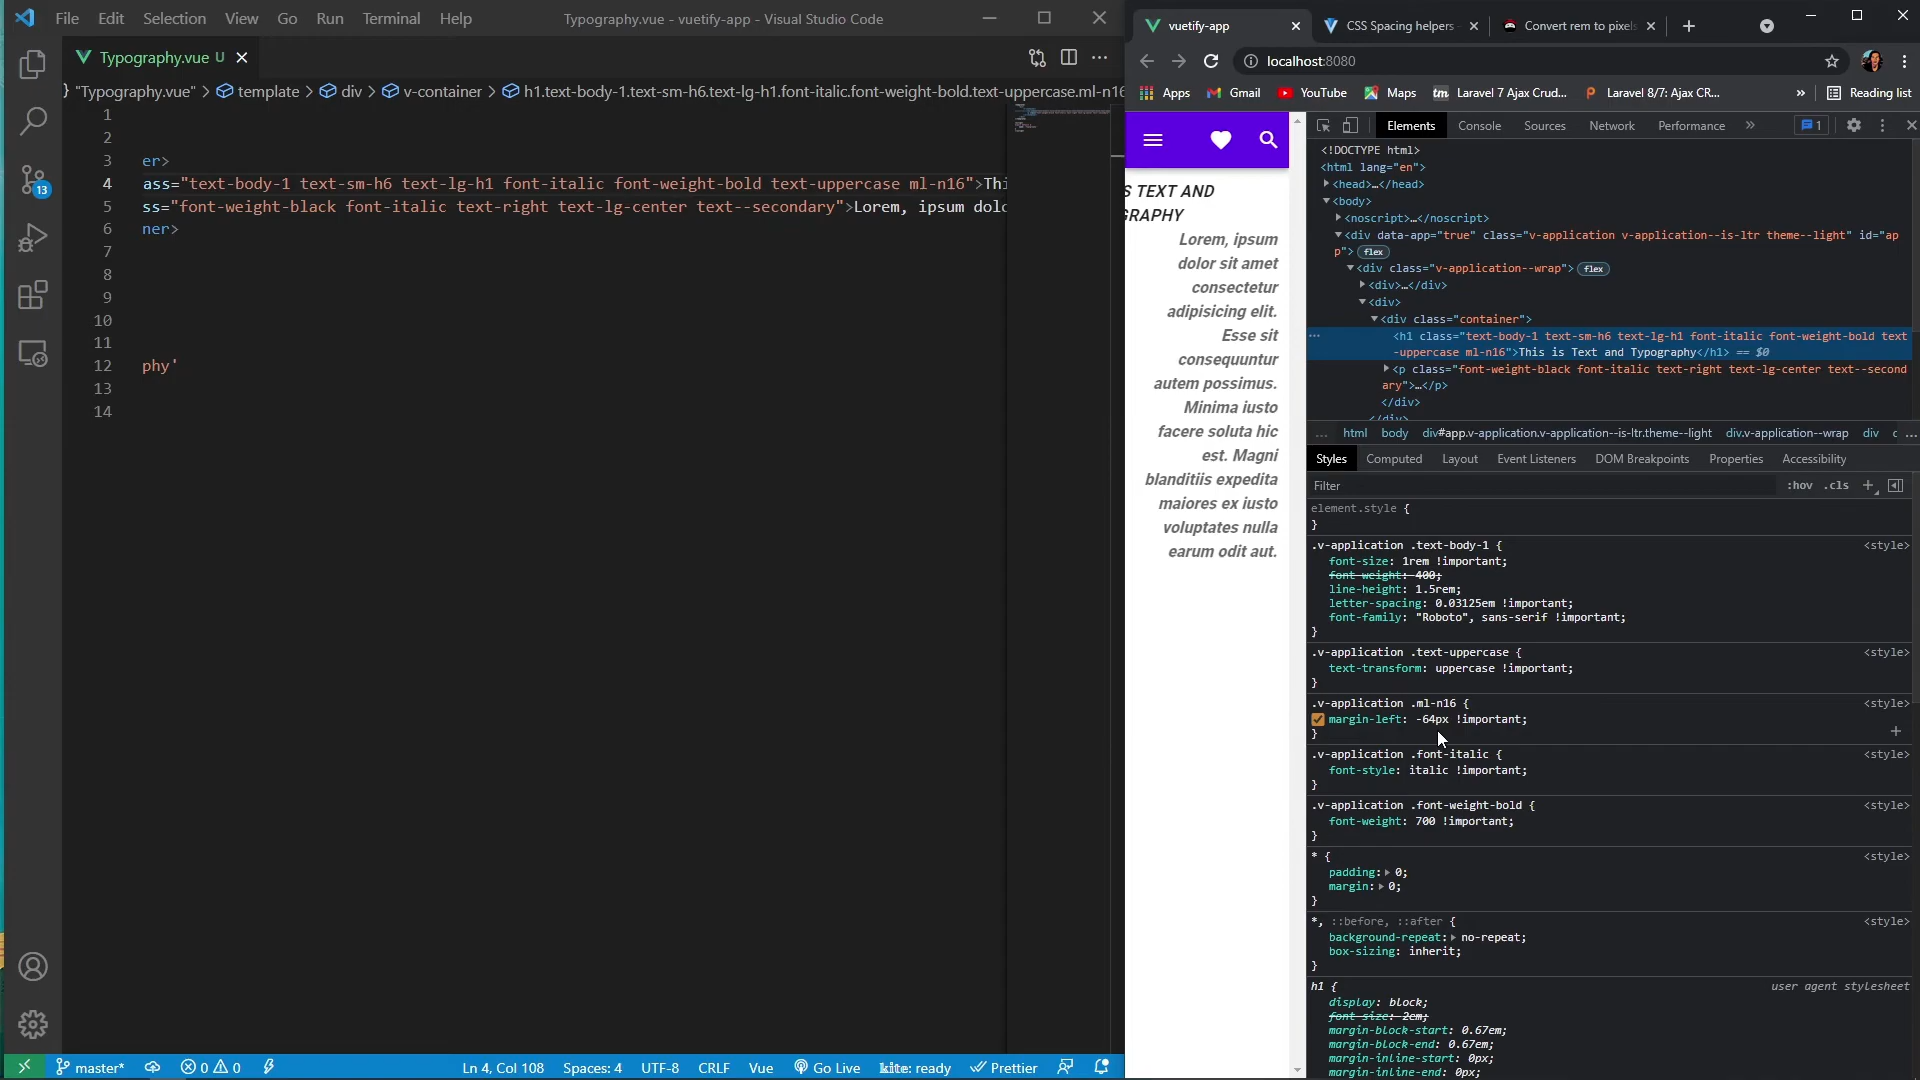 File Edit Selection View Go Run Terminal Help
Typography.vue - vuetify-app - Visual Studio Code
Typography.vue U
} "Typography.vue" > template > div > v-container > h1.text-body-1.text-sm-h6.text-lg-h1.font-italic.font-weight-bold.text-uppercase.ml-n16
1
2
3 er>
4 ass="text-body-1 text-sm-h6 text-lg-h1 font-italic font-weight-bold text-uppercase ml-n16">Thi
5 ss="font-weight-black font-italic text-right text-lg-center text--secondary">Lorem, ipsum dolo
6 ner>
7
8
9
10
11
12 phy'
13
14
13
master* 0 0 Ln 4, Col 108 Spaces: 4 UTF-8 CRLF Vue Go Live kite: ready Prettier
vuetify-app CSS Spacing helpers Convert rem to pixels
localhost:8080
Apps Gmail YouTube Maps tm Laravel 7 Ajax Crud... Laravel 8/7: Ajax CR... » Reading list
S TEXT AND
GRAPHY
Lorem, ipsum
dolor sit amet
consectetur
adipisicing elit.
Esse sit
consequuntur
autem possimus.
Minima iusto
facere soluta hic
est. Magni
blanditiis expedita
maiores ex iusto
voluptates nulla
earum odit aut.
Elements Console Sources Network Performance » 1
<!DOCTYPE html>
<html lang="en">
<head>…</head>
<body>
<noscript>…</noscript>
<div data-app="true" class="v-application v-application--is-ltr theme--light" id="ap
p"> flex
<div class="v-application--wrap"> flex
<div>…</div>
<div>
<div class="container">
<h1 class="text-body-1 text-sm-h6 text-lg-h1 font-italic font-weight-bold text
-uppercase ml-n16">This is Text and Typography</h1> == $0
<p class="font-weight-black font-italic text-right text-lg-center text--second
ary">…</p>
</div>
</div>
... html body div#app.v-application.v-application--is-ltr.theme--light div.v-application--wrap div c ...
Styles Computed Layout Event Listeners DOM Breakpoints Properties Accessibility
Filter :hov .cls +
element.style {
}
.v-application .text-body-1 { <style>
font-size: 1rem !important;
font-weight: 400;
line-height: 1.5rem;
letter-spacing: 0.03125em !important;
font-family: "Roboto", sans-serif !important;
}
.v-application .text-uppercase { <style>
text-transform: uppercase !important;
}
.v-application .ml-n16 { <style>
margin-left: -64px !important;
}
.v-application .font-italic { <style>
font-style: italic !important;
}
.v-application .font-weight-bold { <style>
font-weight: 700 !important;
}
* { <style>
padding: 0;
margin: 0;
}
*, ::before, ::after { <style>
background-repeat: no-repeat;
box-sizing: inherit;
}
h1 { user agent stylesheet
display: block;
font-size: 2em;
margin-block-start: 0.67em;
margin-block-end: 0.67em;
margin-inline-start: 0px;
margin-inline-end: 0px;